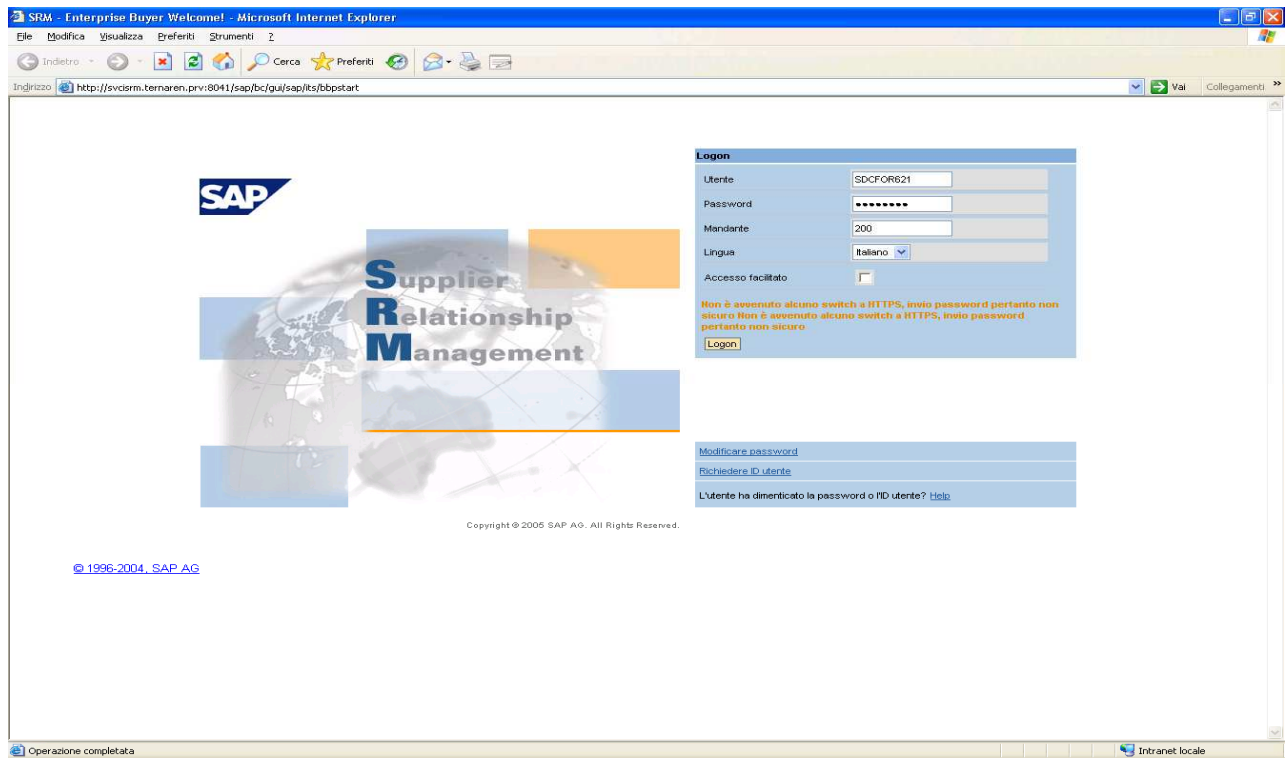 SRM - Enterprise Buyer Welcome! - Microsoft Internet Explorer
File Modifica Visualizza Preferiti Strumenti ?
Indietro Cerca Preferiti
Indirizzo http://svcisrm.ternaren.prv:8041/sap/bc/gui/sap/its/bbpstart Vai Collegamenti »
SAP
Supplier
Relationship
Management
Copyright © 2005 SAP AG. All Rights Reserved.
© 1996-2004, SAP AG
Logon
Utente SDCFOR621
Password ••••••••
Mandante 200
Lingua Italiano
Accesso facilitato
Non è avvenuto alcuno switch a HTTPS, invio password pertanto non
sicuro Non è avvenuto alcuno switch a HTTPS, invio password
pertanto non sicuro
Logon
Modificare password
Richiedere ID utente
L'utente ha dimenticato la password o l'ID utente? Help
Operazione completata Intranet locale